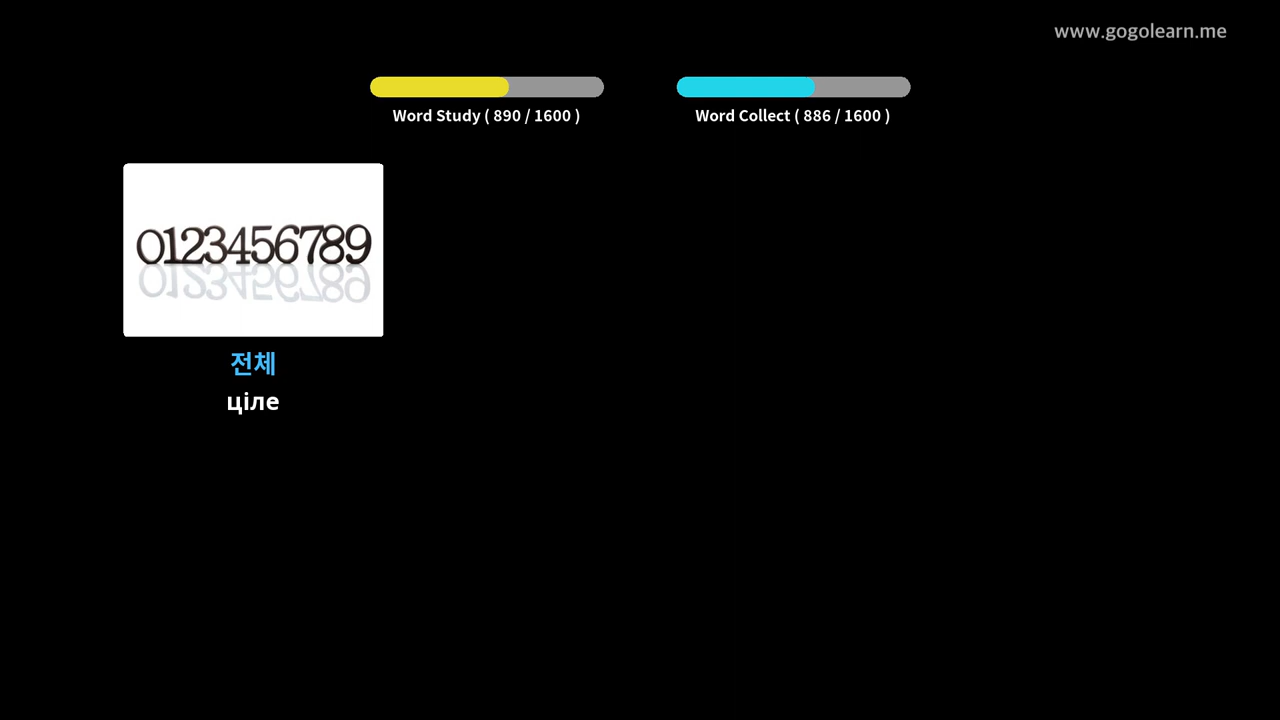 www.gogolearn.me
Word Study ( 890 / 1600 )
Word Collect ( 886 / 1600 )
0123456789
전체
ціле